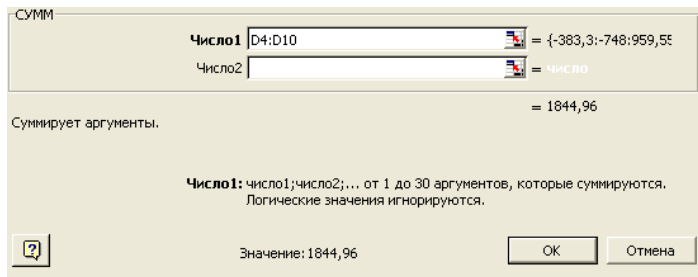 СУММ
Число1 D4:D10 = {-383,3:-748:959,55
Число2 = число
= 1844,96
Суммирует аргументы.
Число1: число1;число2;... от 1 до 30 аргументов, которые суммируются.
Логические значения игнорируются.
Значение:1844,96 OK Отмена